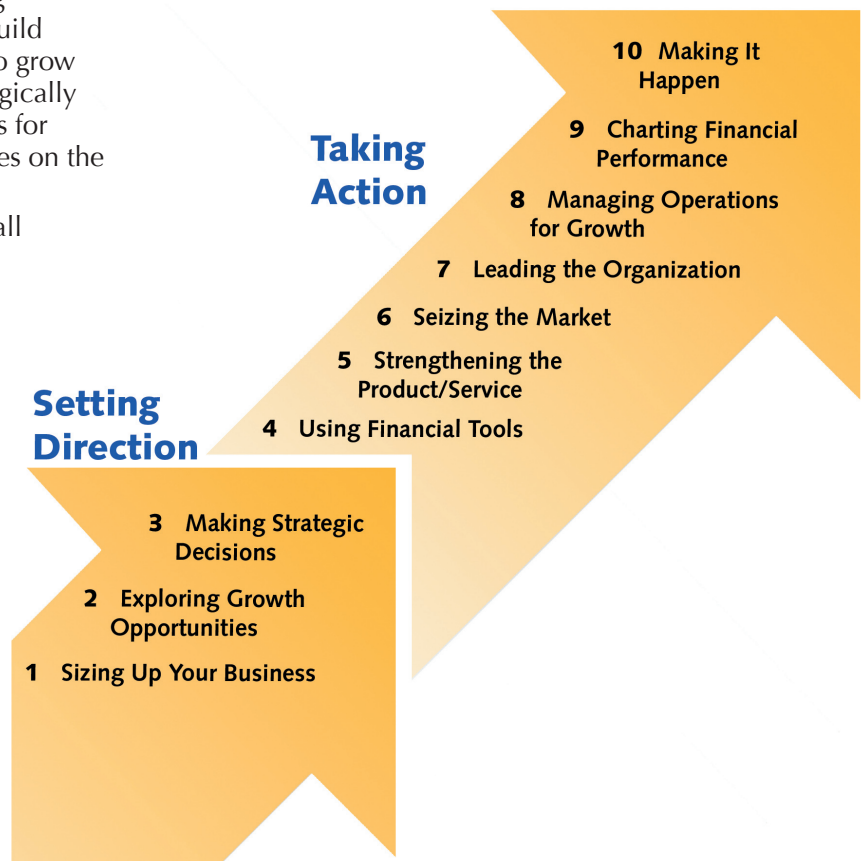 o grow
gically
s for
es on the
all
Taking
Action
10 Making It
Happen
9 Charting Financial
Performance
8 Managing Operations
for Growth
7 Leading the Organization
6 Seizing the Market
5 Strengthening the
Product/Service
4 Using Financial Tools
Setting
Direction
3 Making Strategic
Decisions
2 Exploring Growth
Opportunities
1 Sizing Up Your Business